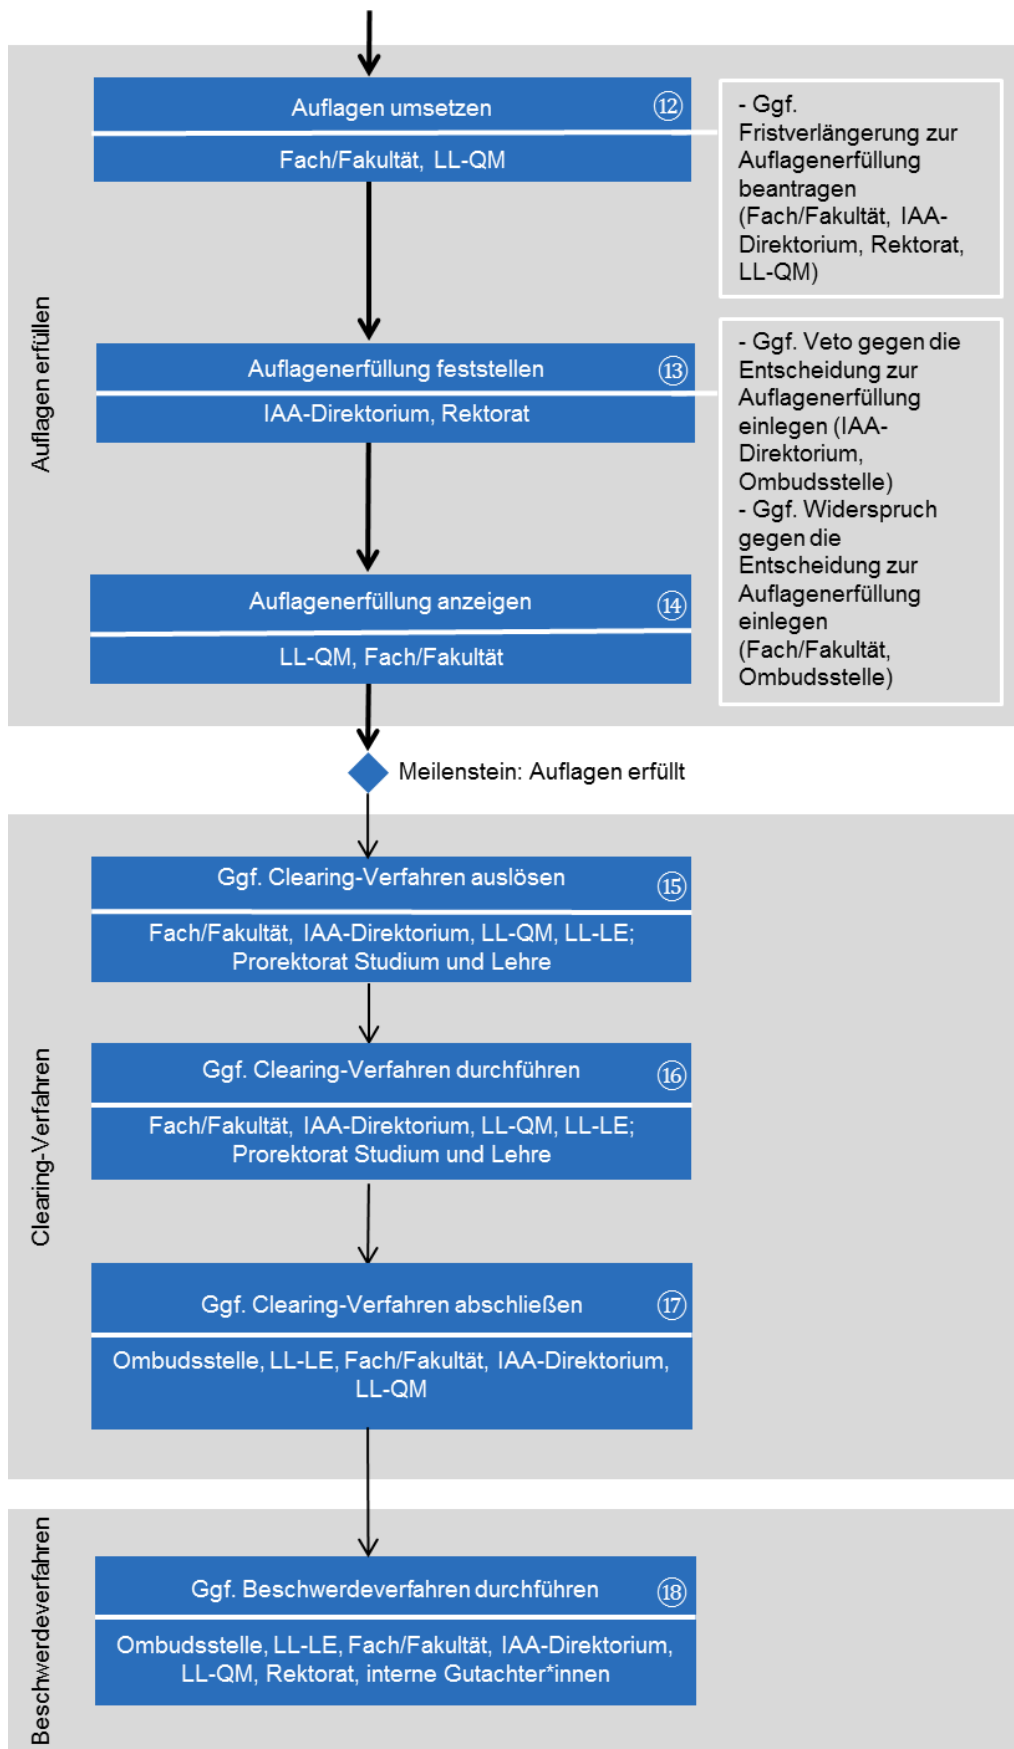 Auflagen erfüllen
Auflagen umsetzen
⑫
Fach/Fakultät, LL-QM
- Ggf.
Fristverlängerung zur
Auflagenerfüllung
beantragen
(Fach/Fakultät, IAA-
Direktorium, Rektorat,
LL-QM)
Auflagenerfüllung feststellen
⑬
IAA-Direktorium, Rektorat
- Ggf. Veto gegen die
Entscheidung zur
Auflagenerfüllung
einlegen (IAA-
Direktorium,
Ombudsstelle)
- Ggf. Widerspruch
gegen die
Entscheidung zur
Auflagenerfüllung
einlegen
(Fach/Fakultät,
Ombudsstelle)
Auflagenerfüllung anzeigen
⑭
LL-QM, Fach/Fakultät
Meilenstein: Auflagen erfüllt
Clearing-Verfahren
Ggf. Clearing-Verfahren auslösen
⑮
Fach/Fakultät, IAA-Direktorium, LL-QM, LL-LE;
Prorektorat Studium und Lehre
Ggf. Clearing-Verfahren durchführen
⑯
Fach/Fakultät, IAA-Direktorium, LL-QM, LL-LE;
Prorektorat Studium und Lehre
Ggf. Clearing-Verfahren abschließen
⑰
Ombudsstelle, LL-LE, Fach/Fakultät, IAA-Direktorium,
LL-QM
Beschwerdeverfahren
Ggf. Beschwerdeverfahren durchführen
⑱
Ombudsstelle, LL-LE, Fach/Fakultät, IAA-Direktorium,
LL-QM, Rektorat, interne Gutachter*innen